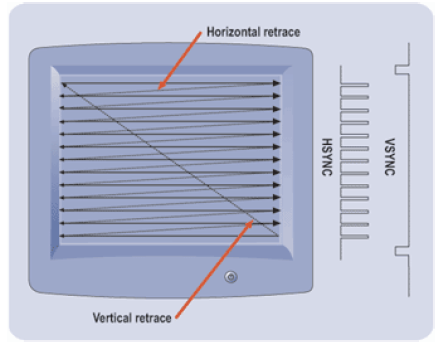 Horizontal retrace
HSYNC
VSYNC
Vertical retrace